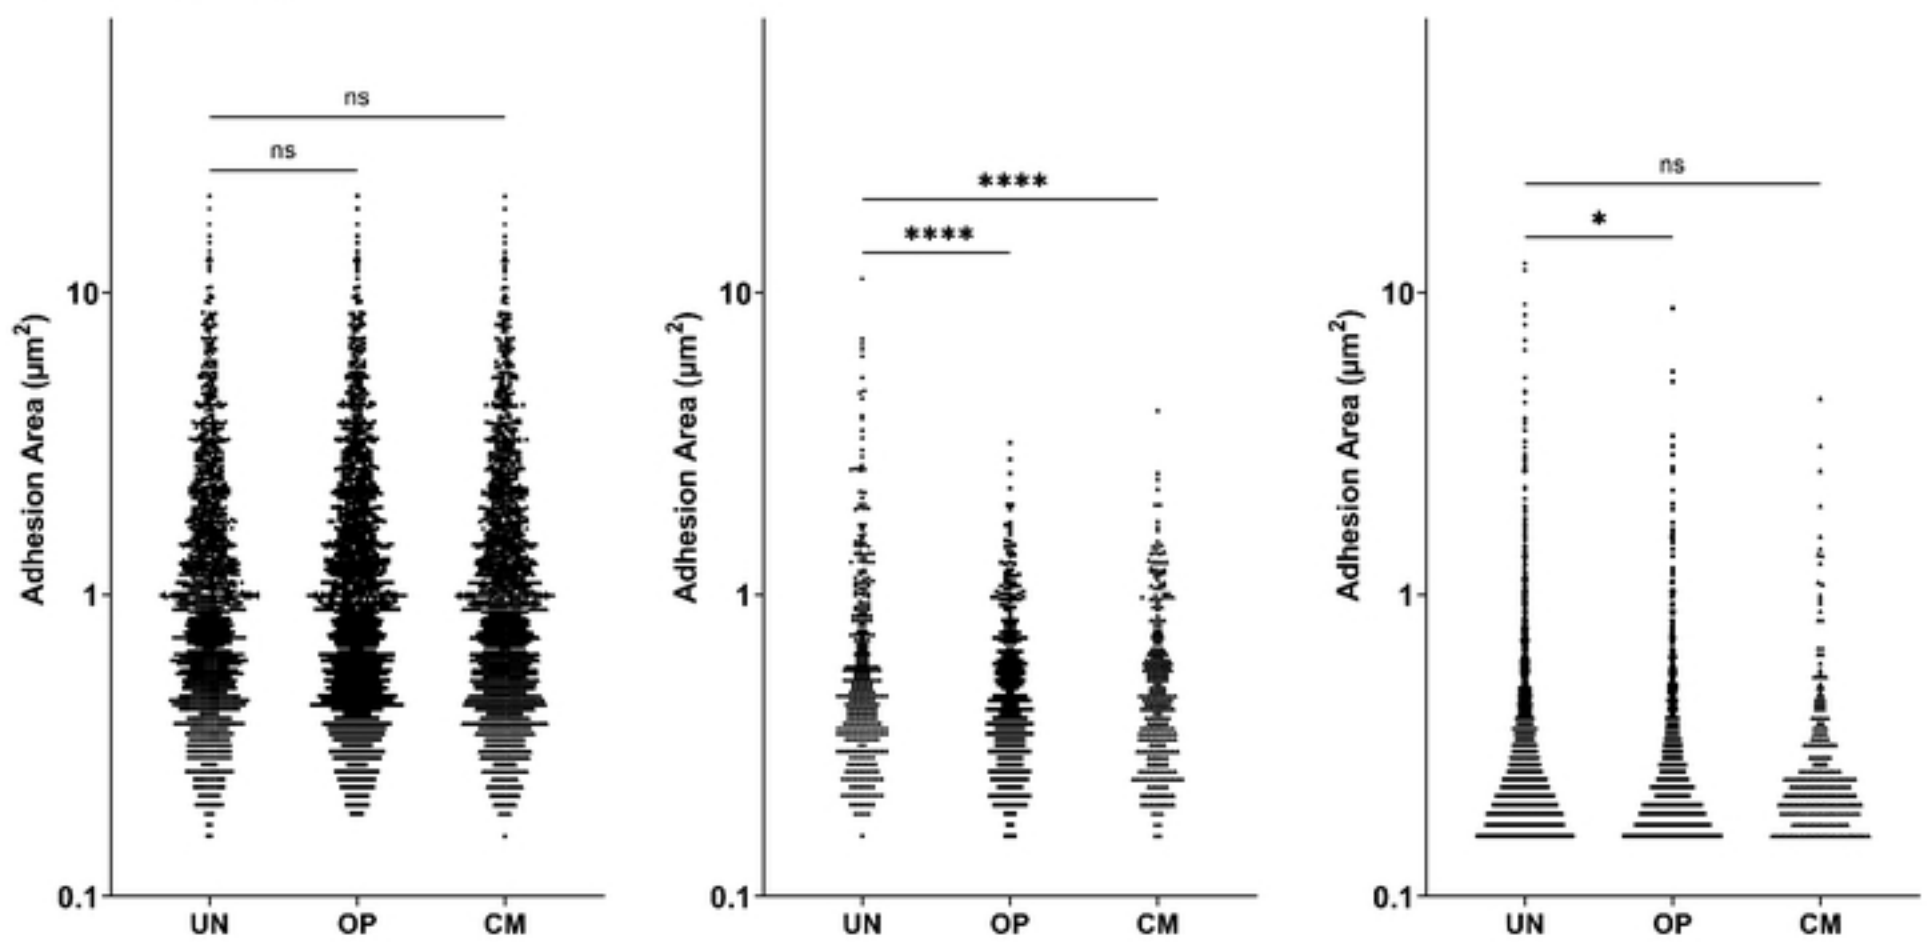 ns
ns
Adhesion Area (µm²)
10
1
0.1
UN OP CM
****
****
Adhesion Area (µm²)
10
1
0.1
UN OP CM
ns
*
Adhesion Area (µm²)
10
1
0.1
UN OP CM